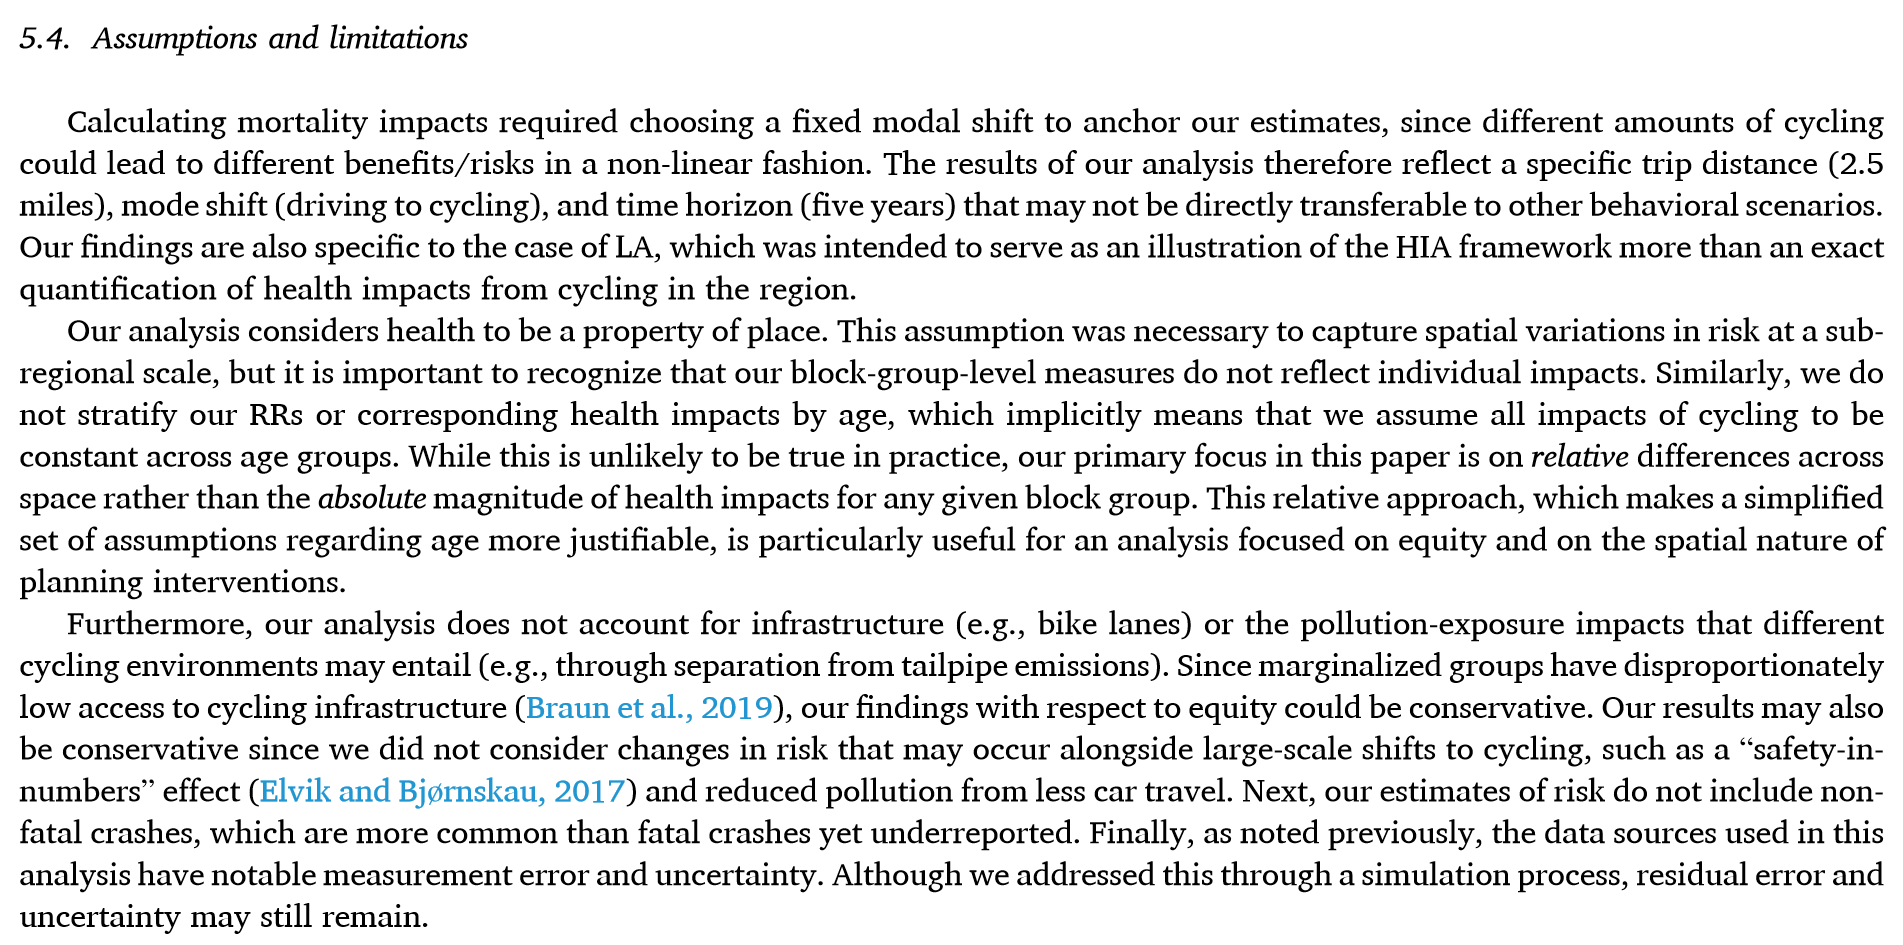 5.4. Assumptions and limitations
Calculating mortality impacts required choosing a fixed modal shift to anchor our estimates, since different amounts of cycling
could lead to different benefits/risks in a non-linear fashion. The results of our analysis therefore reflect a specific trip distance (2.5
miles), mode shift (driving to cycling), and time horizon (five years) that may not be directly transferable to other behavioral scenarios.
Our findings are also specific to the case of LA, which was intended to serve as an illustration of the HIA framework more than an exact
quantification of health impacts from cycling in the region.
Our analysis considers health to be a property of place. This assumption was necessary to capture spatial variations in risk at a sub-
regional scale, but it is important to recognize that our block-group-level measures do not reflect individual impacts. Similarly, we do
not stratify our RRs or corresponding health impacts by age, which implicitly means that we assume all impacts of cycling to be
constant across age groups. While this is unlikely to be true in practice, our primary focus in this paper is on relative differences across
space rather than the absolute magnitude of health impacts for any given block group. This relative approach, which makes a simplified
set of assumptions regarding age more justifiable, is particularly useful for an analysis focused on equity and on the spatial nature of
planning interventions.
Furthermore, our analysis does not account for infrastructure (e.g., bike lanes) or the pollution-exposure impacts that different
cycling environments may entail (e.g., through separation from tailpipe emissions). Since marginalized groups have disproportionately
low access to cycling infrastructure (Braun et al., 2019), our findings with respect to equity could be conservative. Our results may also
be conservative since we did not consider changes in risk that may occur alongside large-scale shifts to cycling, such as a “safety-in-
numbers” effect (Elvik and Bjørnskau, 2017) and reduced pollution from less car travel. Next, our estimates of risk do not include non-
fatal crashes, which are more common than fatal crashes yet underreported. Finally, as noted previously, the data sources used in this
analysis have notable measurement error and uncertainty. Although we addressed this through a simulation process, residual error and
uncertainty may still remain.